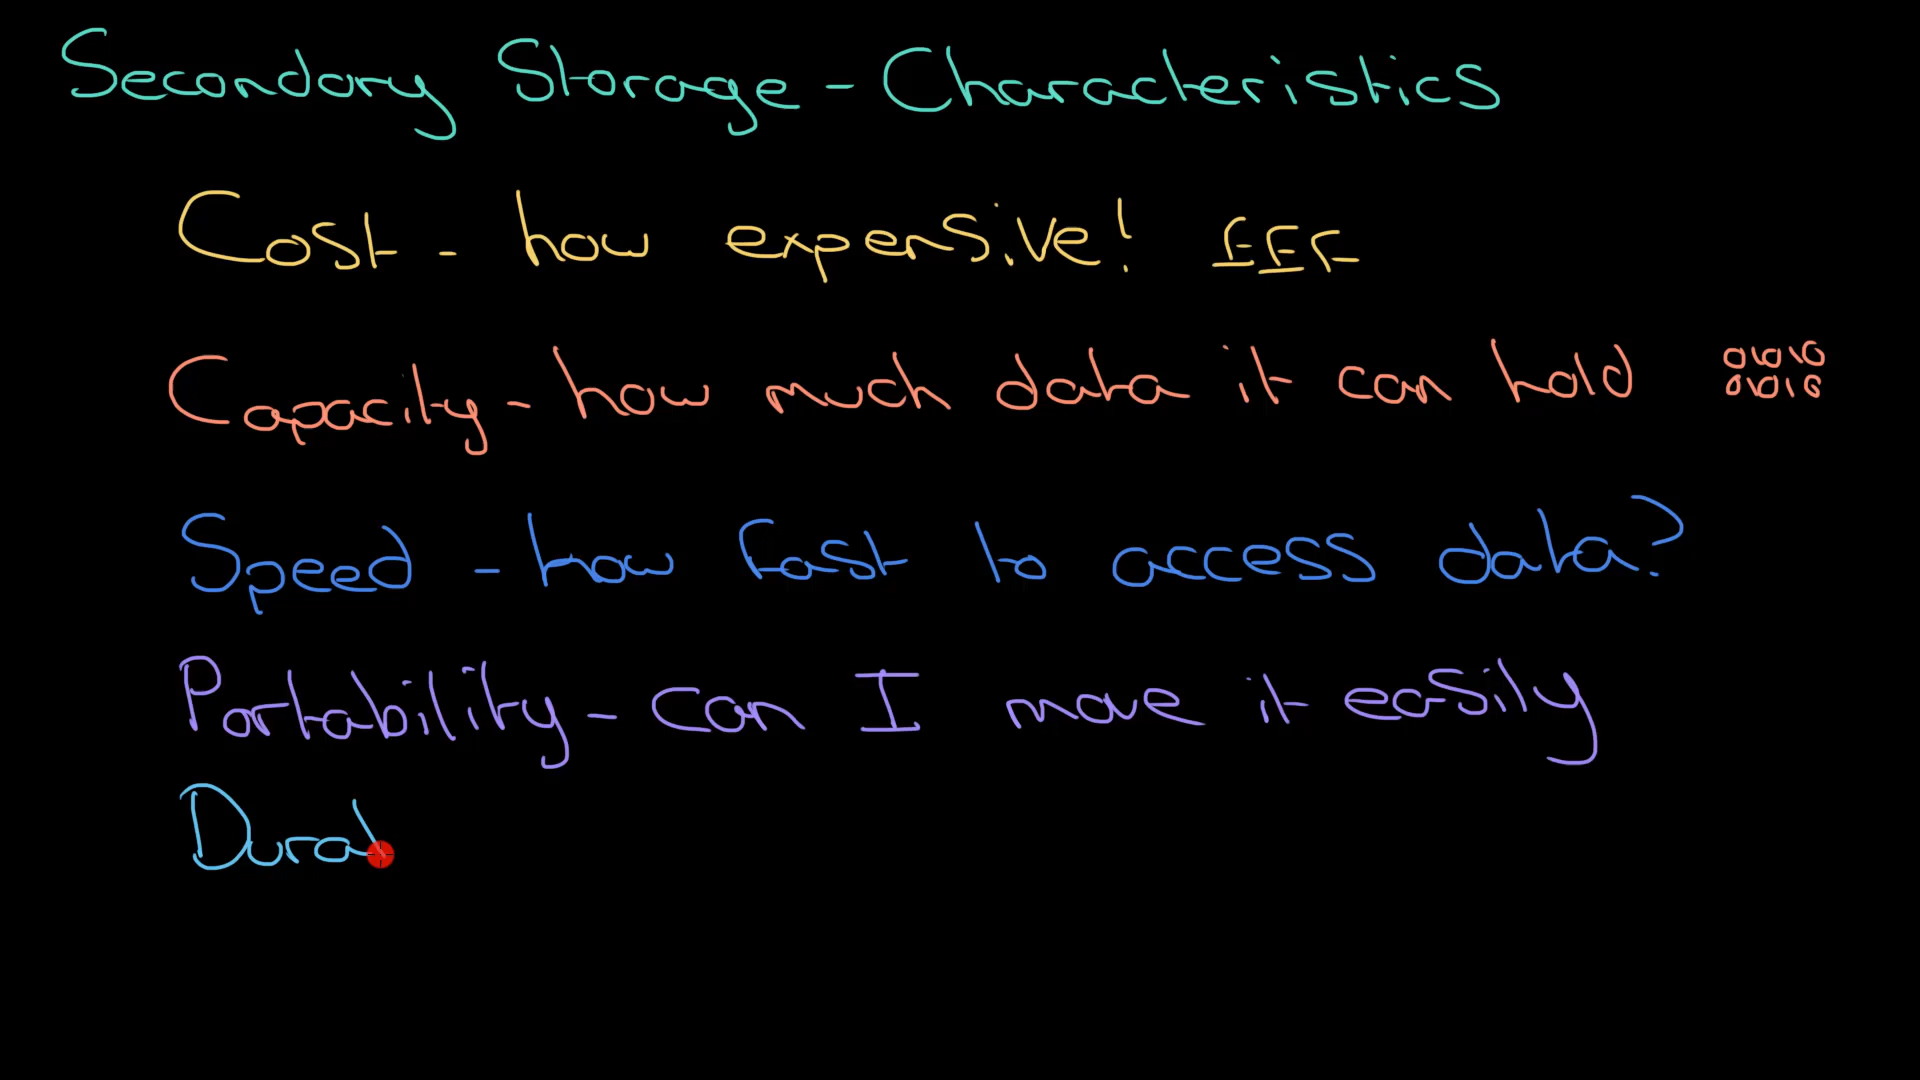 Secondary Storage - Characteristics
Cost - how expensive! £££
Capacity - how much data it can hold 01010
01010
Speed - how fast to access data?
Portability - can I move it easily
Dural